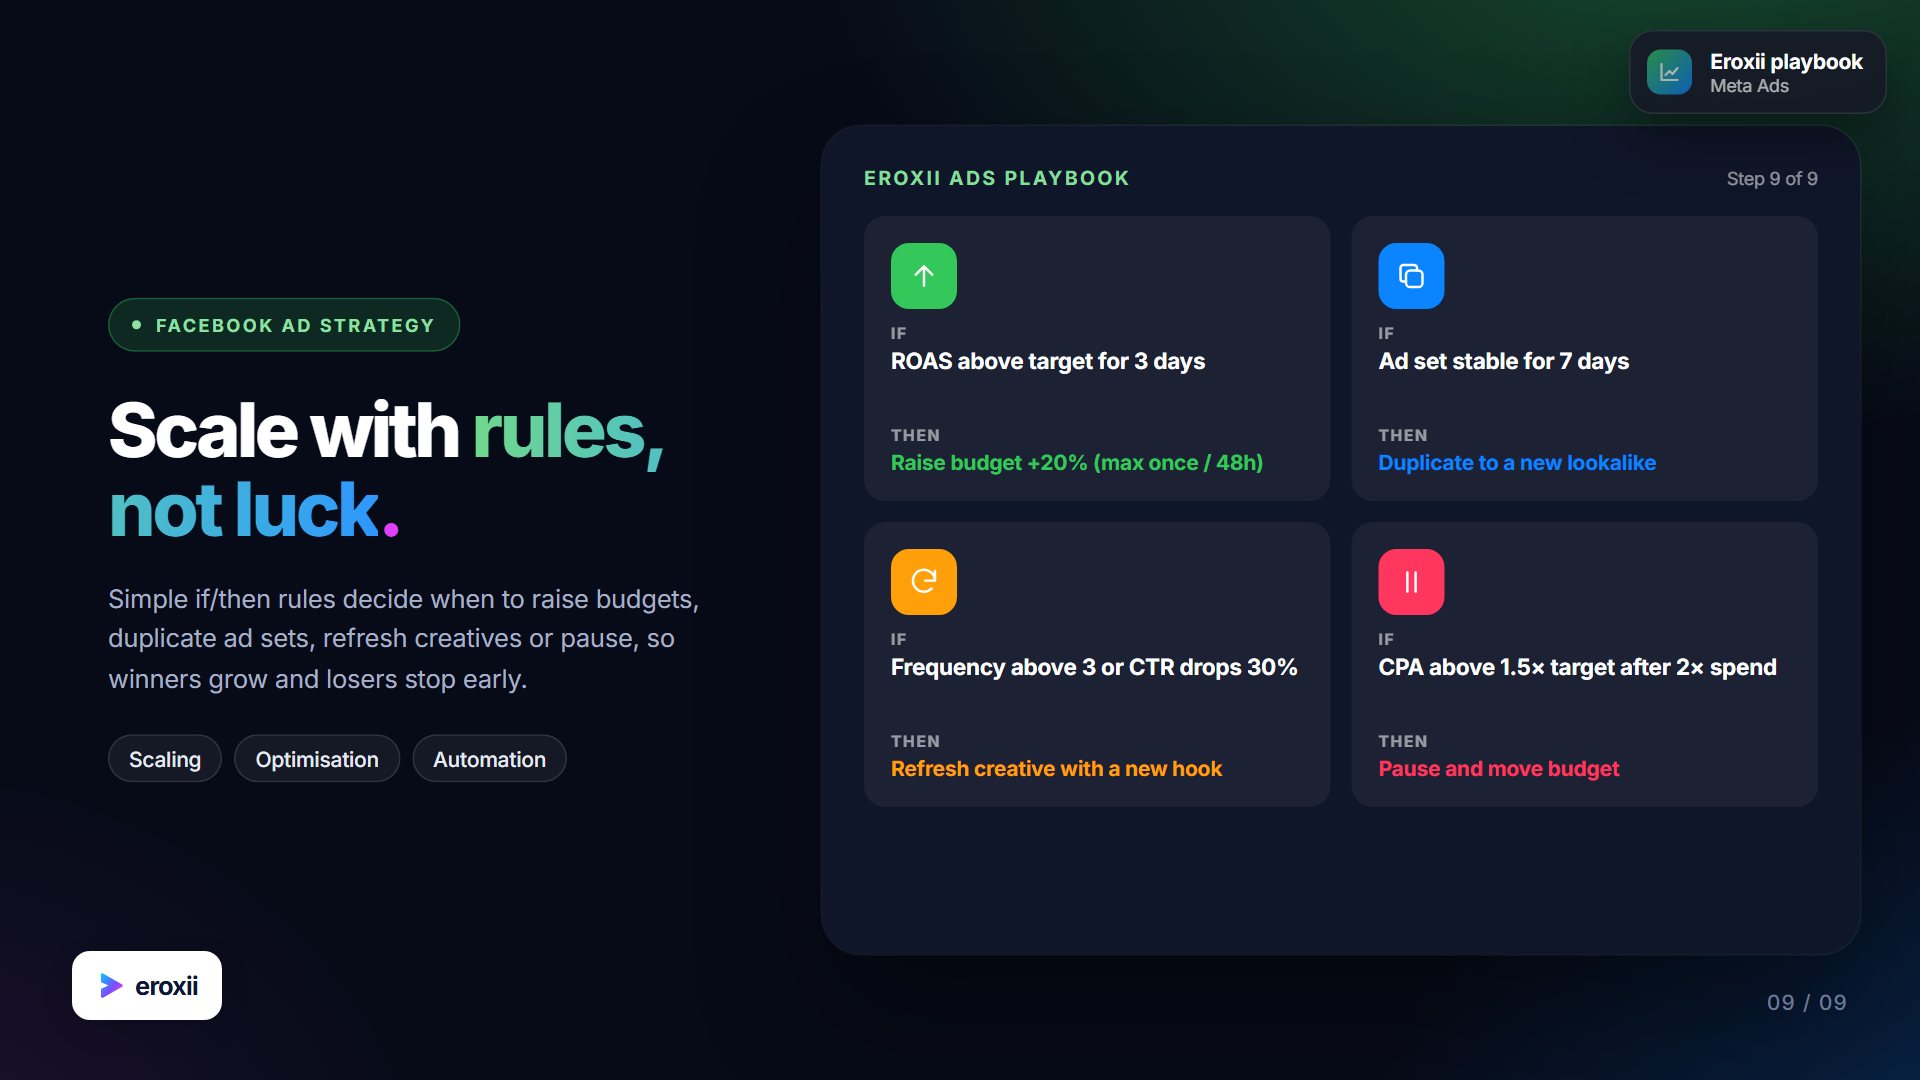 Eroxii playbook
Meta Ads
FACEBOOK AD STRATEGY
Scale with rules,
not luck.
Simple if/then rules decide when to raise budgets,
duplicate ad sets, refresh creatives or pause, so
winners grow and losers stop early.
Scaling
Optimisation
Automation
EROXII ADS PLAYBOOK
Step 9 of 9
IF
ROAS above target for 3 days
THEN
Raise budget +20% (max once / 48h)
IF
Ad set stable for 7 days
THEN
Duplicate to a new lookalike
IF
Frequency above 3 or CTR drops 30%
THEN
Refresh creative with a new hook
IF
CPA above 1.5× target after 2× spend
THEN
Pause and move budget
eroxii
09 / 09